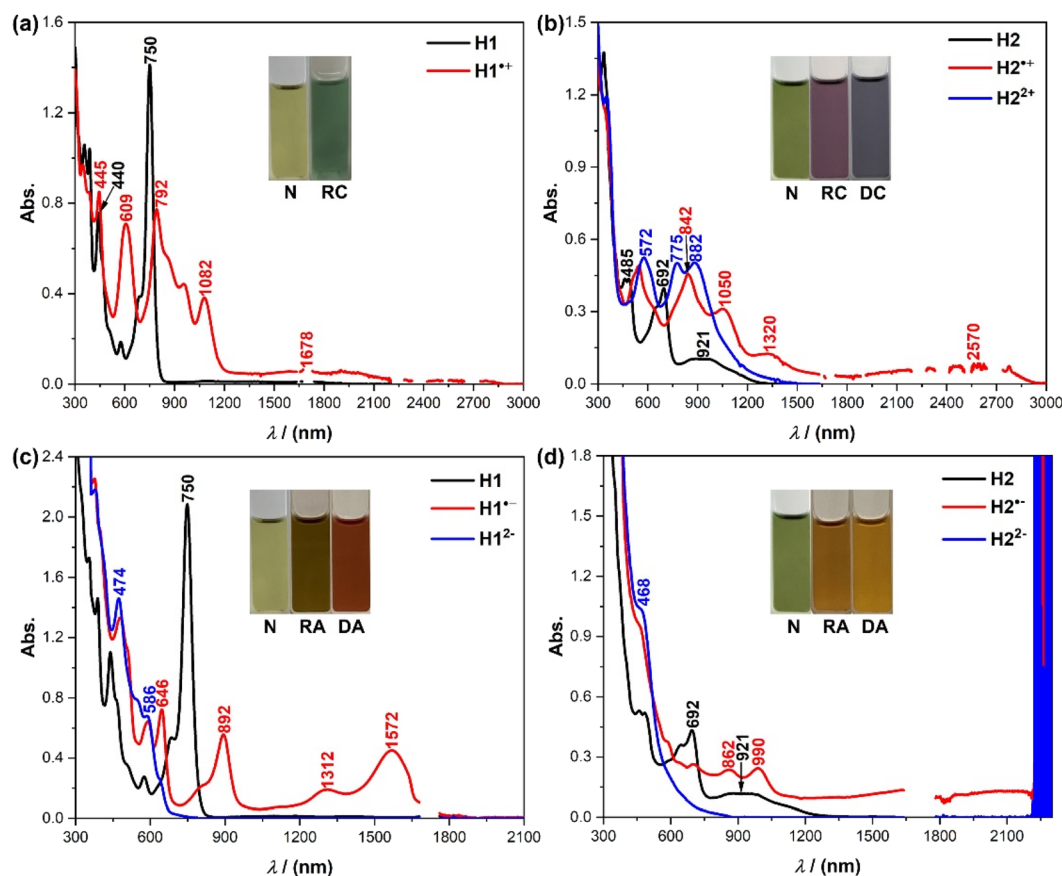 (a)
1.6
1.2
0.8
0.4
0.0
Abs.
750
H1
H1•+
445
440
609
792
1082
1678
N RC
300 600 900 1200 1500 1800 2100 2400 2700 3000
λ / (nm)
(b)
1.5
1.2
0.9
0.6
0.3
0.0
Abs.
H2
H2•+
H2²⁺
485
572
692
775
842
882
921
1050
1320
2570
N RC DC
300 600 900 1200 1500 1800 2100 2400 2700 3000
λ / (nm)
(c)
2.4
2.0
1.6
1.2
0.8
0.4
0.0
Abs.
750
H1
H1•−
H1²⁻
474
586
646
892
1312
1572
N RA DA
300 600 900 1200 1500 1800 2100
λ / (nm)
(d)
1.8
1.5
1.2
0.9
0.6
0.3
0.0
Abs.
H2
H2•-
H2²⁻
468
692
862
921
990
N RA DA
300 600 900 1200 1500 1800 2100
λ / (nm)